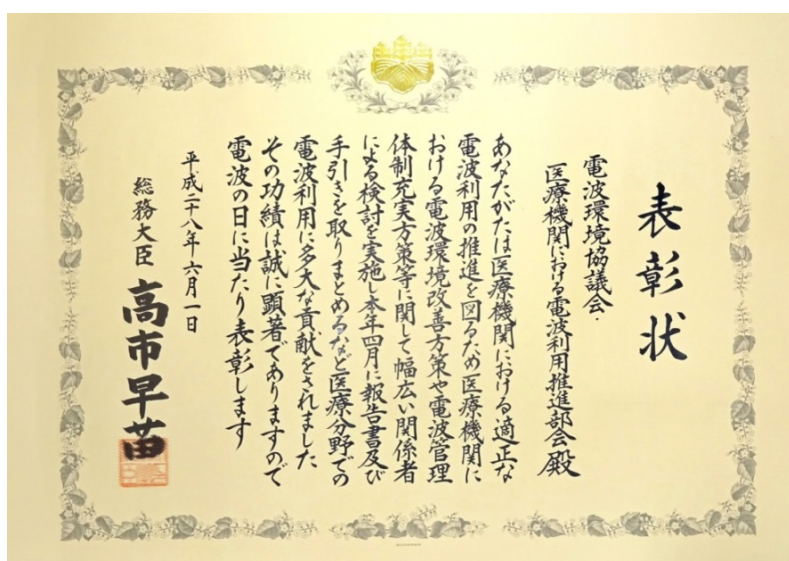 表彰状
電波環境協議会・
医療機関における電波利用推進部会殿
あなたがたは医療機関における適正な
電波利用の推進を図るため医療機関に
おける電波環境改善方策や電波管理
体制充実方策等に関して幅広い関係者
による検討を実施し本年四月に報告書及び
手引きを取りまとめるなど医療分野での
電波利用に多大な貢献をされました
その功績は誠に顕著でありますので
電波の日に当たり表彰します
平成二十八年六月一日
総務大臣 高市早苗